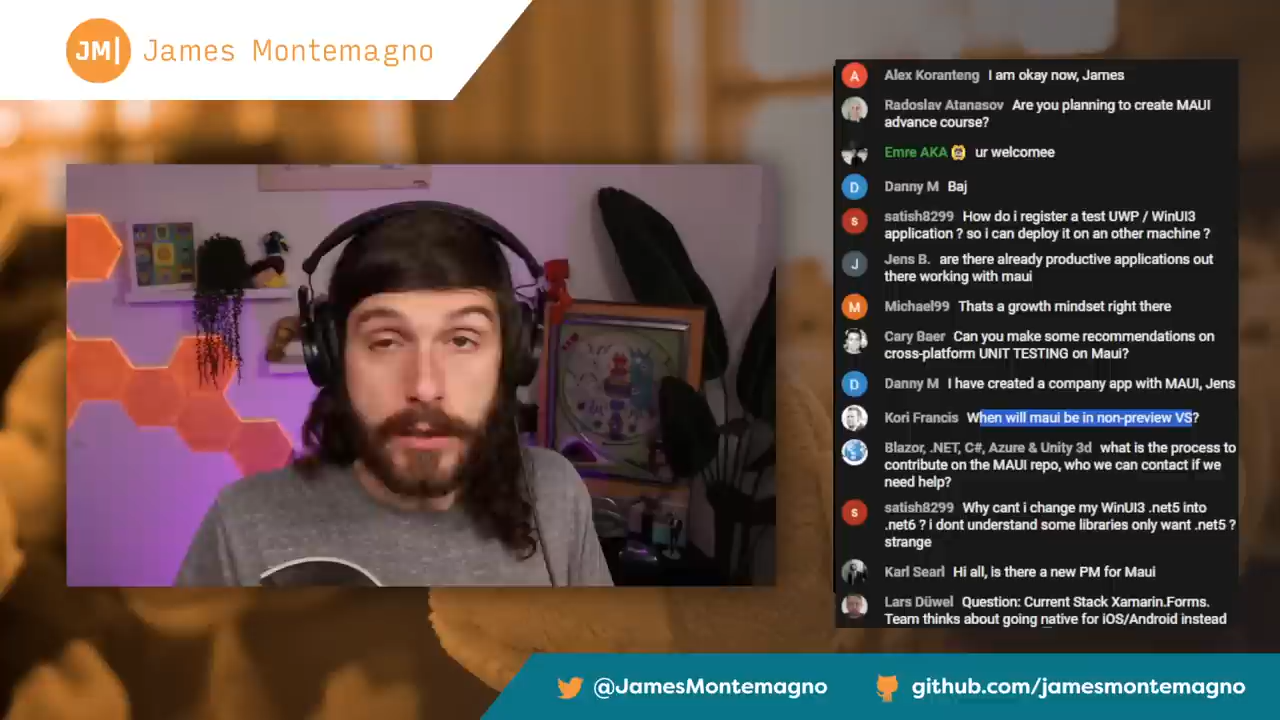 JM| James Montemagno
Alex Koranteng I am okay now, James
Radoslav Atanasov Are you planning to create MAUI
advance course?
Emre AKA ur welcomee
Danny M Baj
satish8299 How do i register a test UWP / WinUI3
application ? so i can deploy it on an other machine ?
Jens B. are there already productive applications out
there working with maui
Michael99 Thats a growth mindset right there
Cary Baer Can you make some recommendations on
cross-platform UNIT TESTING on Maui?
Danny M I have created a company app with MAUI, Jens
Kori Francis When will maui be in non-preview VS?
Blazor, .NET, C#, Azure & Unity 3d what is the process to
contribute on the MAUI repo, who we can contact if we
need help?
satish8299 Why cant i change my WinUI3 .net5 into
.net6 ? i dont understand some libraries only want .net5 ?
strange
Karl Searl Hi all, is there a new PM for Maui
Lars Düwel Question: Current Stack Xamarin.Forms.
Team thinks about going native for iOS/Android instead
@JamesMontemagno
github.com/jamesmontemagno